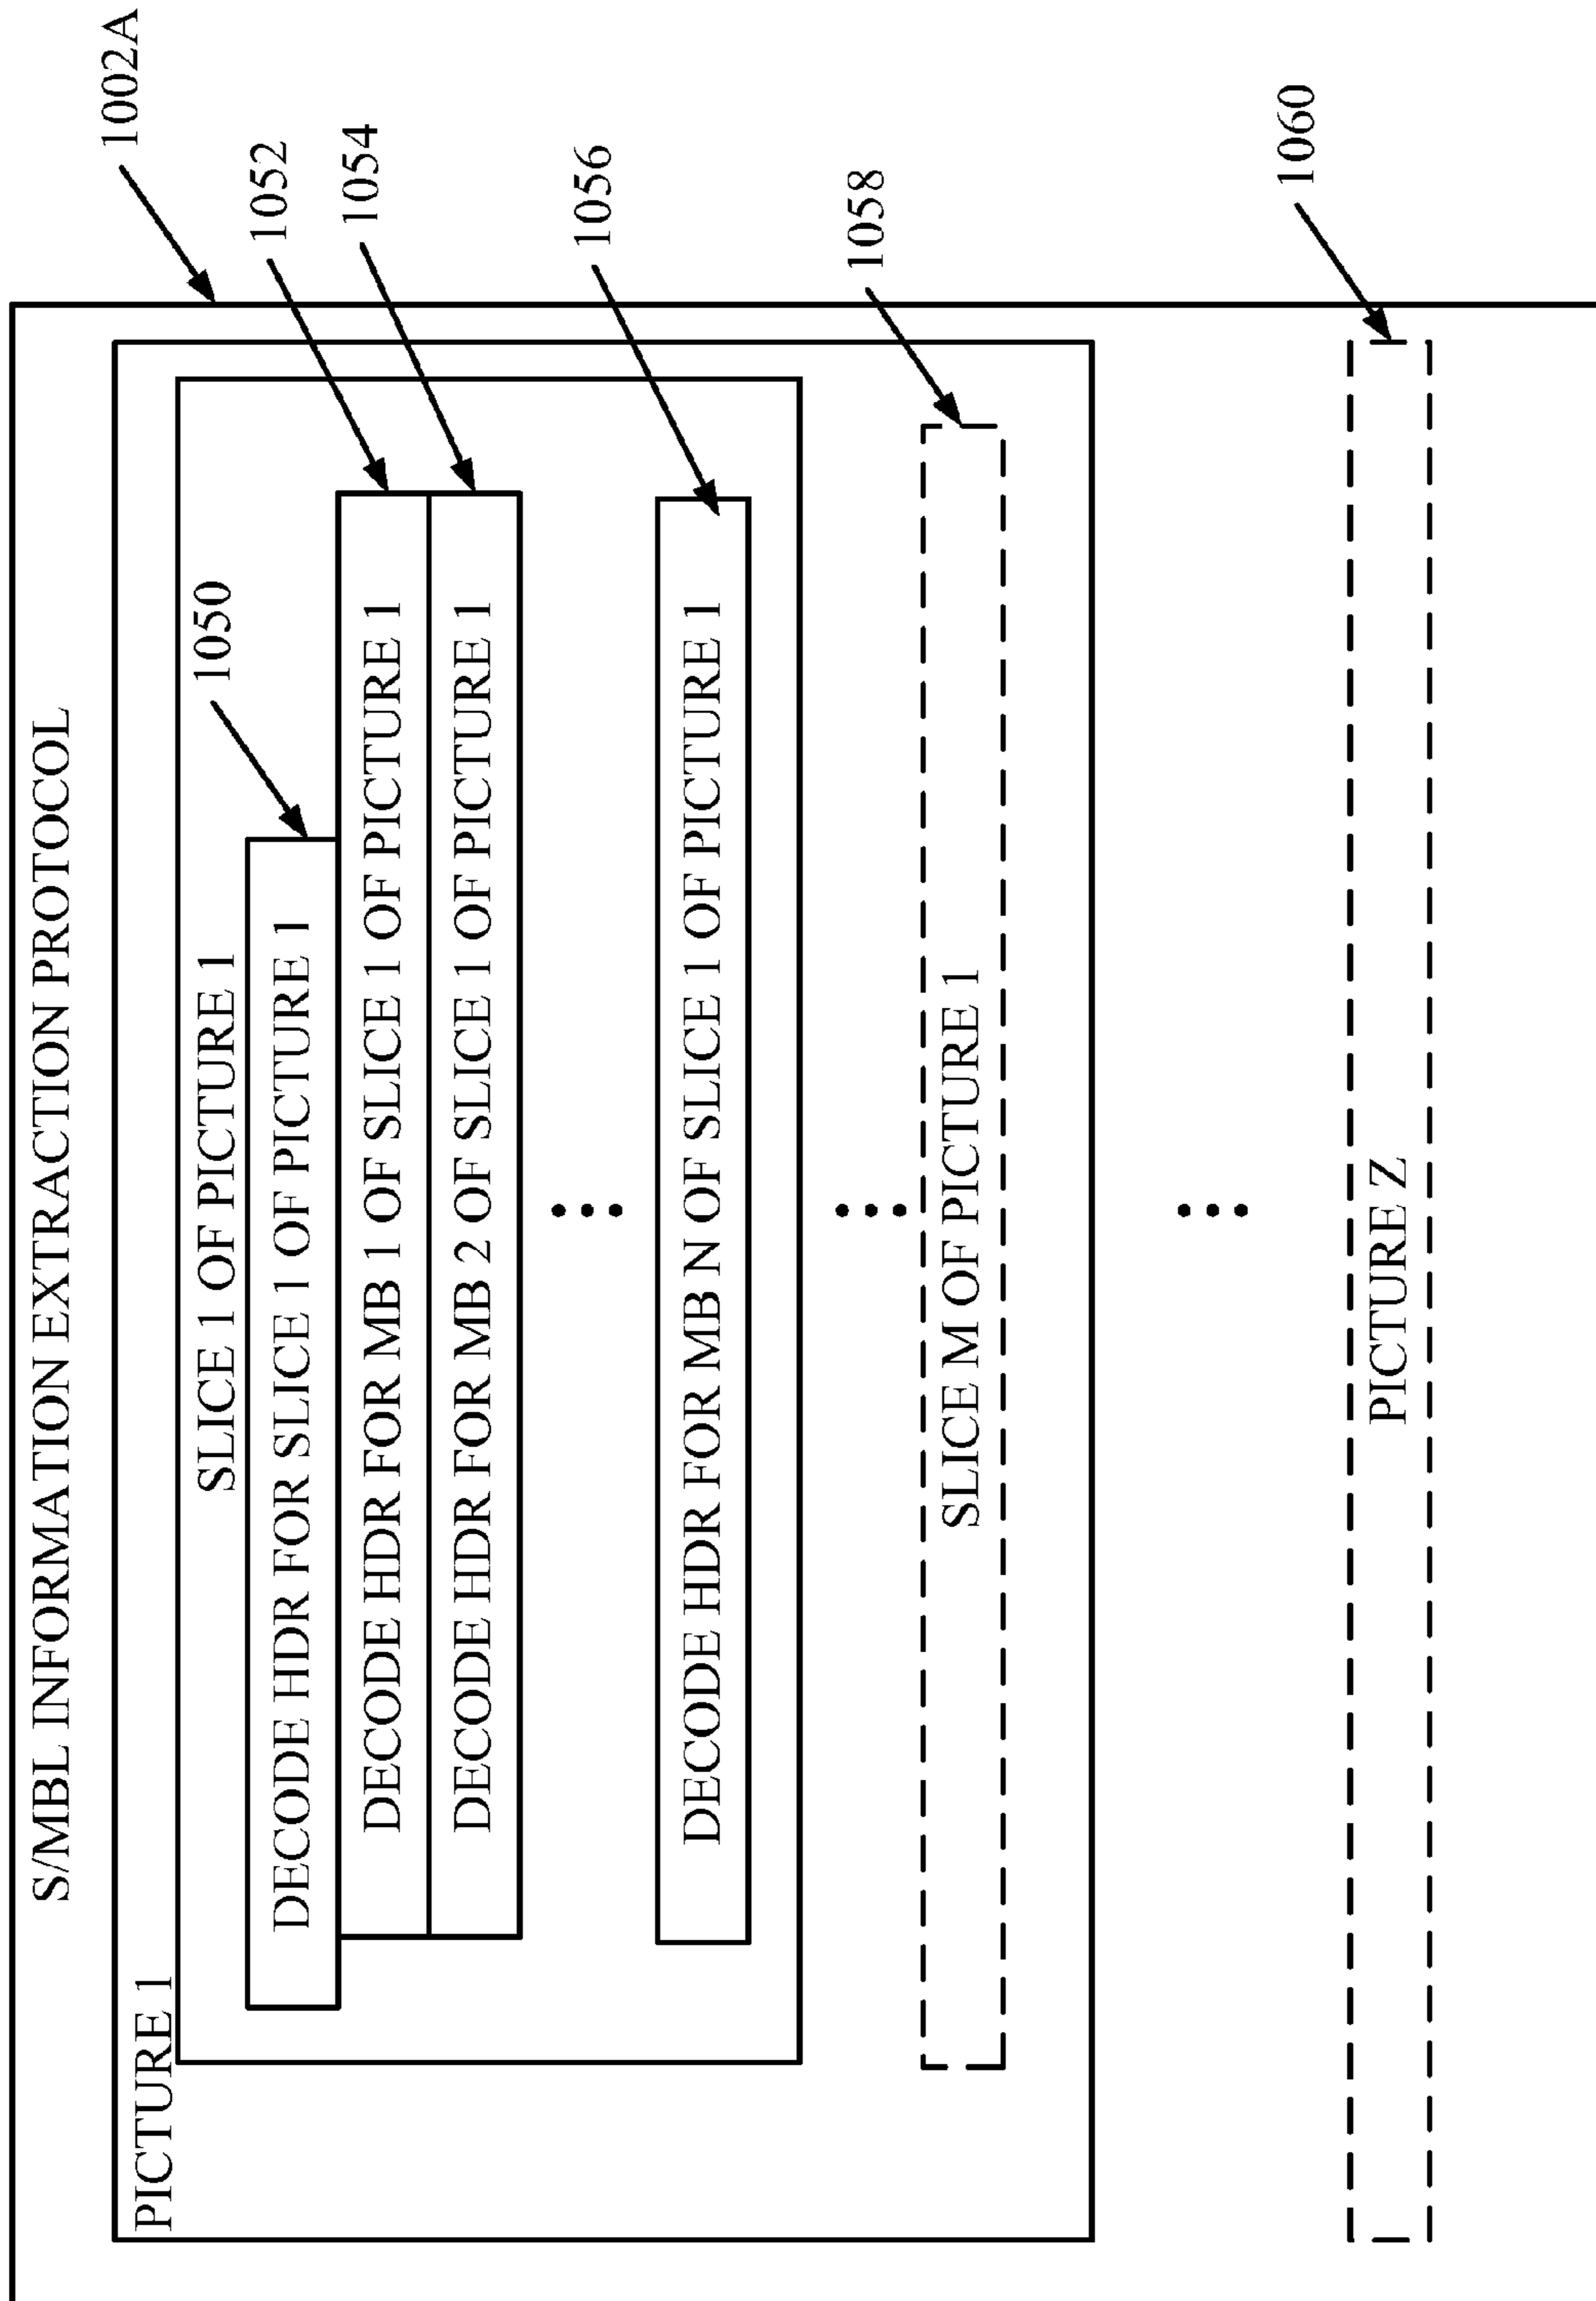 S/MBL INFORMATION EXTRACTION PROTOCOL
1002A
PICTURE 1
SLICE 1 OF PICTURE 1
1050
DECODE HDR FOR SLICE 1 OF PICTURE 1
1052
DECODE HDR FOR MB 1 OF SLICE 1 OF PICTURE 1
1054
DECODE HDR FOR MB 2 OF SLICE 1 OF PICTURE 1
1056
DECODE HDR FOR MB N OF SLICE 1 OF PICTURE 1
1058
SLICE M OF PICTURE 1
1060
PICTURE Z